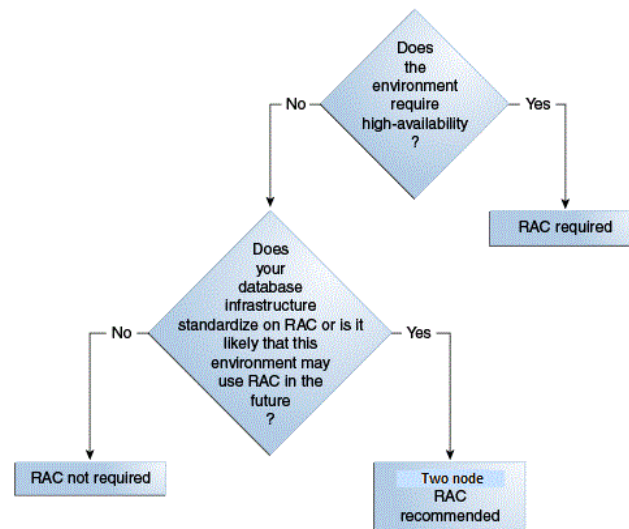 Does
the
environment
require
high-availability
?
No
Yes
RAC required
Does
your
database
infrastructure
standardize on RAC or is it
likely that this
environment may
use RAC in the
future
?
No
Yes
RAC not required
Two node
RAC
recommended